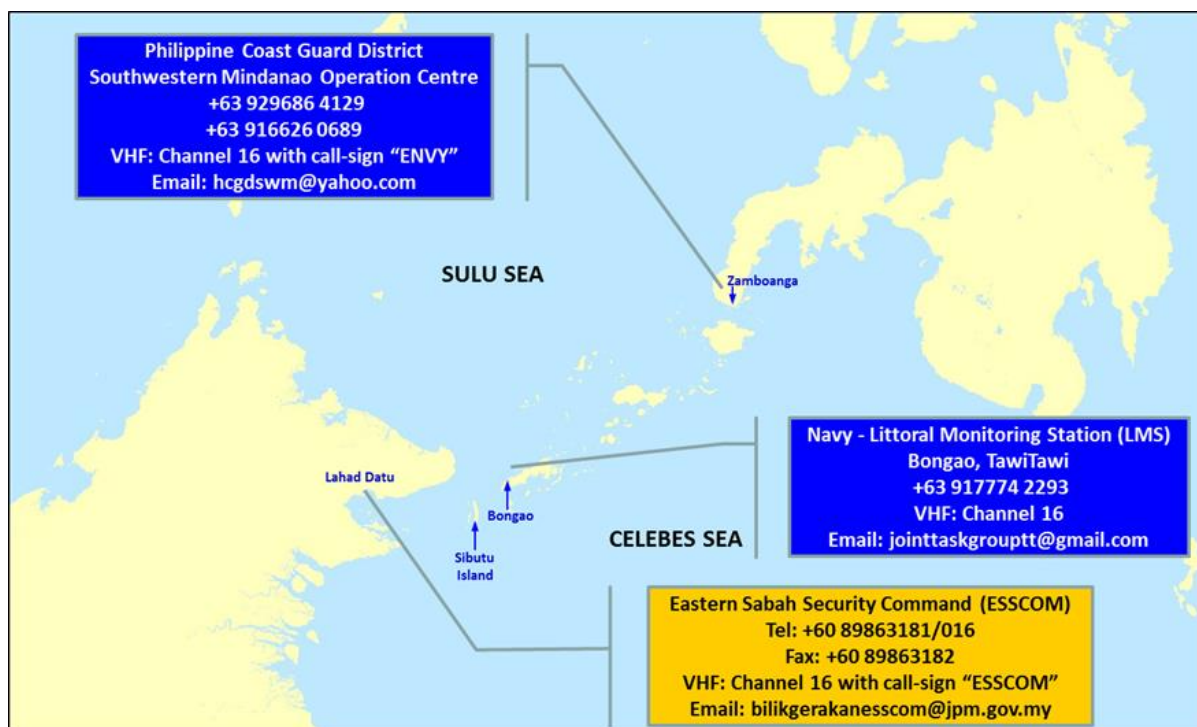 Philippine Coast Guard District
Southwestern Mindanao Operation Centre
+63 929686 4129
+63 916626 0689
VHF: Channel 16 with call-sign “ENVY”
Email: hcgdswm@yahoo.com
SULU SEA
Zamboanga
Navy - Littoral Monitoring Station (LMS)
Bongao, TawiTawi
+63 917774 2293
VHF: Channel 16
Email: jointtaskgrouptt@gmail.com
Lahad Datu
Bongao
CELEBES SEA
Sibutu
Island
Eastern Sabah Security Command (ESSCOM)
Tel: +60 89863181/016
Fax: +60 89863182
VHF: Channel 16 with call-sign “ESSCOM”
Email: bilikgerakanesscom@jpm.gov.my